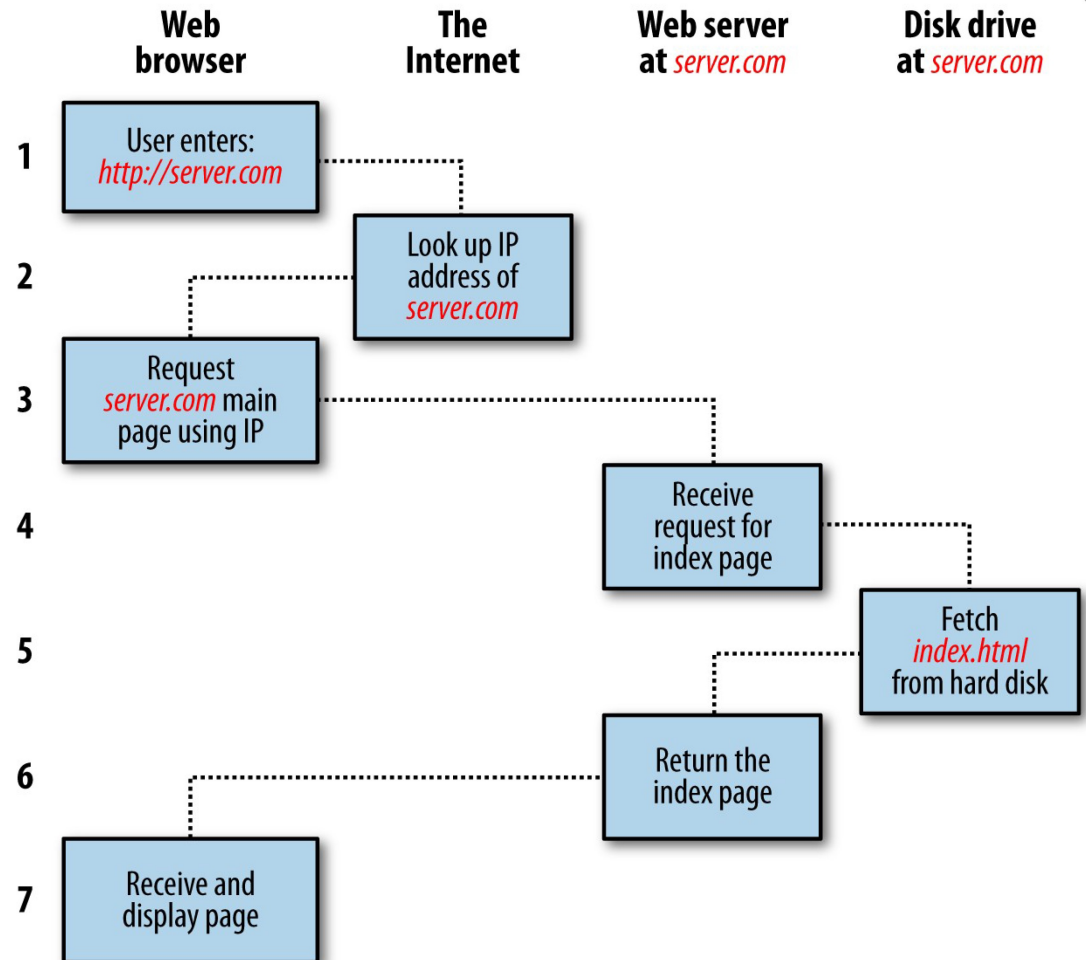 Web
browser
The
Internet
Web server
at server.com
Disk drive
at server.com
1
User enters:
http://server.com
2
Look up IP
address of
server.com
3
Request
server.com main
page using IP
4
Receive
request for
index page
5
Fetch
index.html
from hard disk
6
Return the
index page
7
Receive and
display page